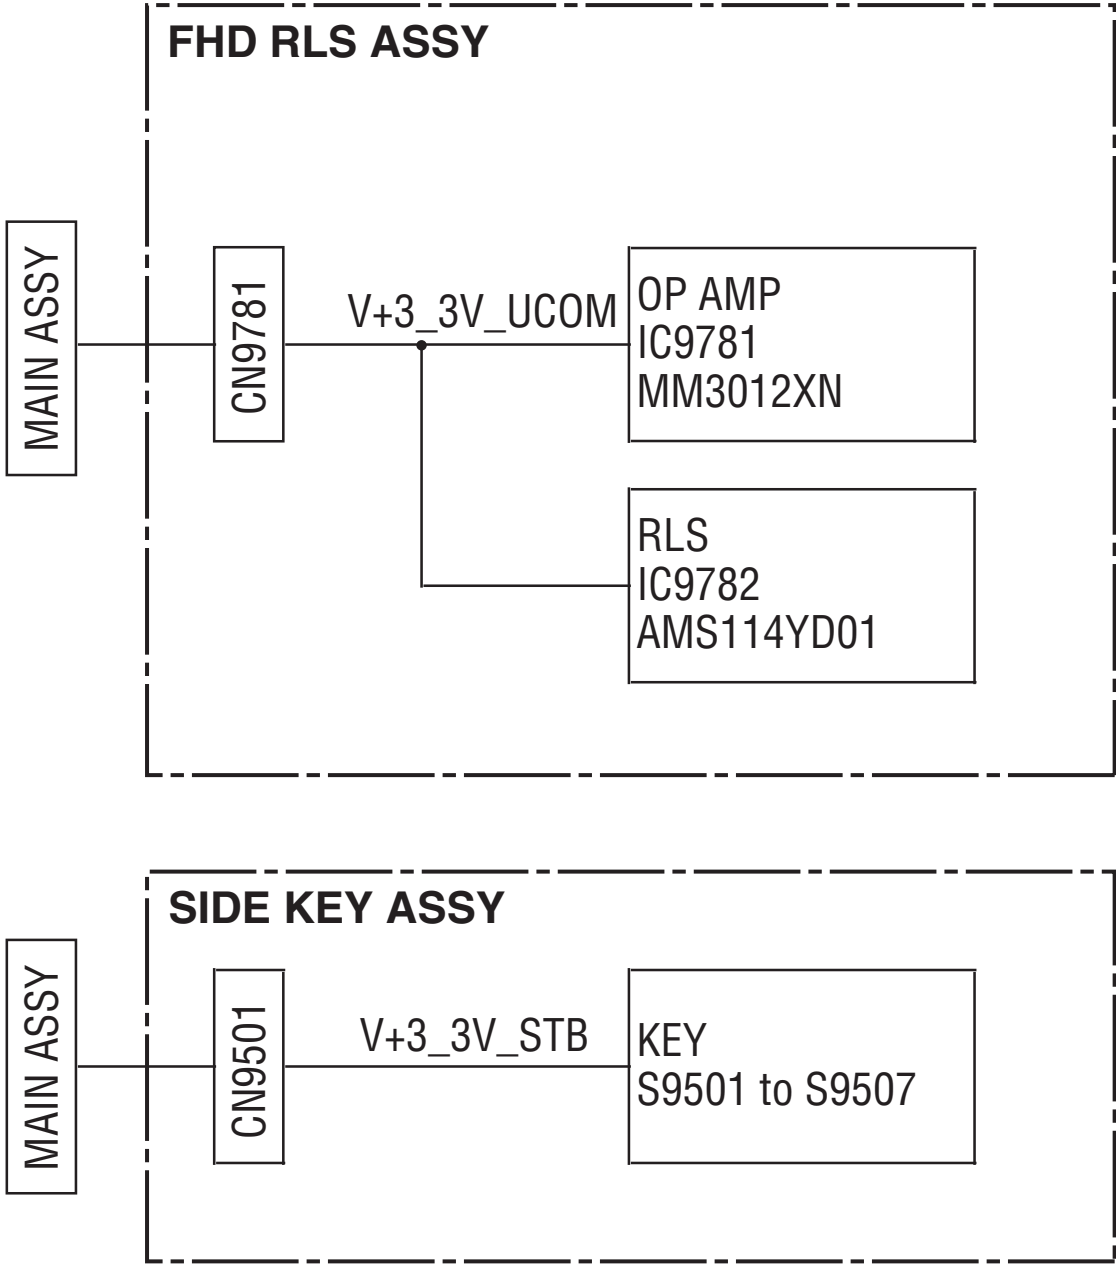 FHD RLS ASSY
MAIN ASSY
CN9781
V+3_3V_UCOM
OP AMP
IC9781
MM3012XN
RLS
IC9782
AMS114YD01
SIDE KEY ASSY
MAIN ASSY
CN9501
V+3_3V_STB
KEY
S9501 to S9507